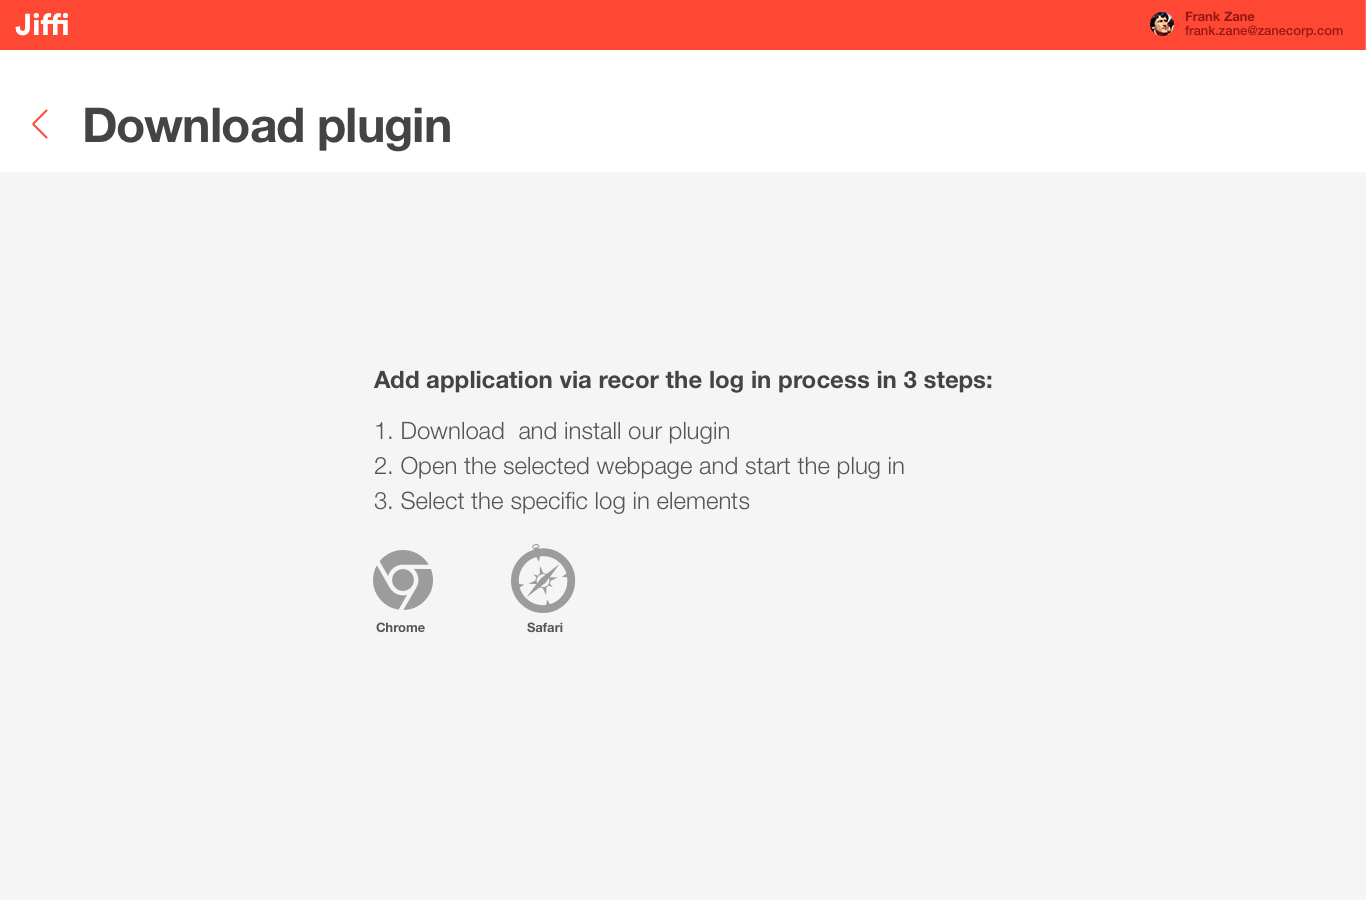 Jiffi
Frank Zane
frank.zane@zanecorp.com
Download plugin
Add application via recor the log in process in 3 steps:
1. Download  and install our plugin
2. Open the selected webpage and start the plug in
3. Select the specific log in elements
Chrome
Safari